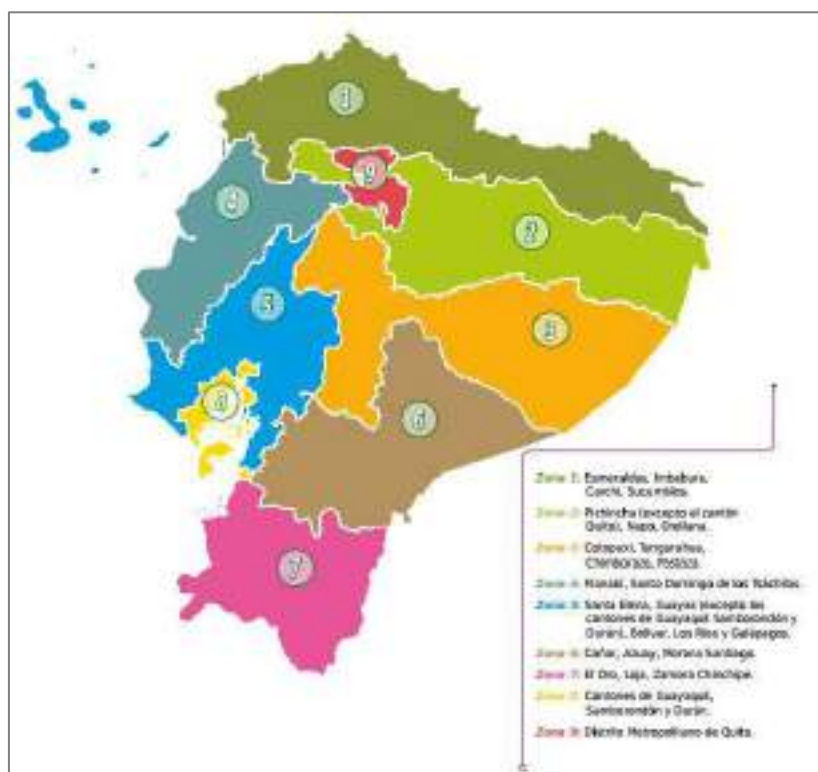 1
9
2
5
6
7
Zona 1: Esmeraldas, Imbabura,
Carchi, Sucumbíos.
Zona 2: Pichincha (excepto el cantón
Quito), Napo, Orellana.
Zona 3: Cotopaxi, Tungurahua,
Chimborazo, Pastaza.
Zona 4: Manabí, Santo Domingo de los Tsáchilas.
Zona 5: Santa Elena, Guayas (excepto los
cantones de Guayaquil Samborondón y
Durán), Bolívar, Los Ríos y Galápagos.
Zona 6: Cañar, Azuay, Morona Santiago.
Zona 7: El Oro, Loja, Zamora Chinchipe.
Zona 8: Cantones de Guayaquil,
Samborondón y Durán.
Zona 9: Distrito Metropolitano de Quito.